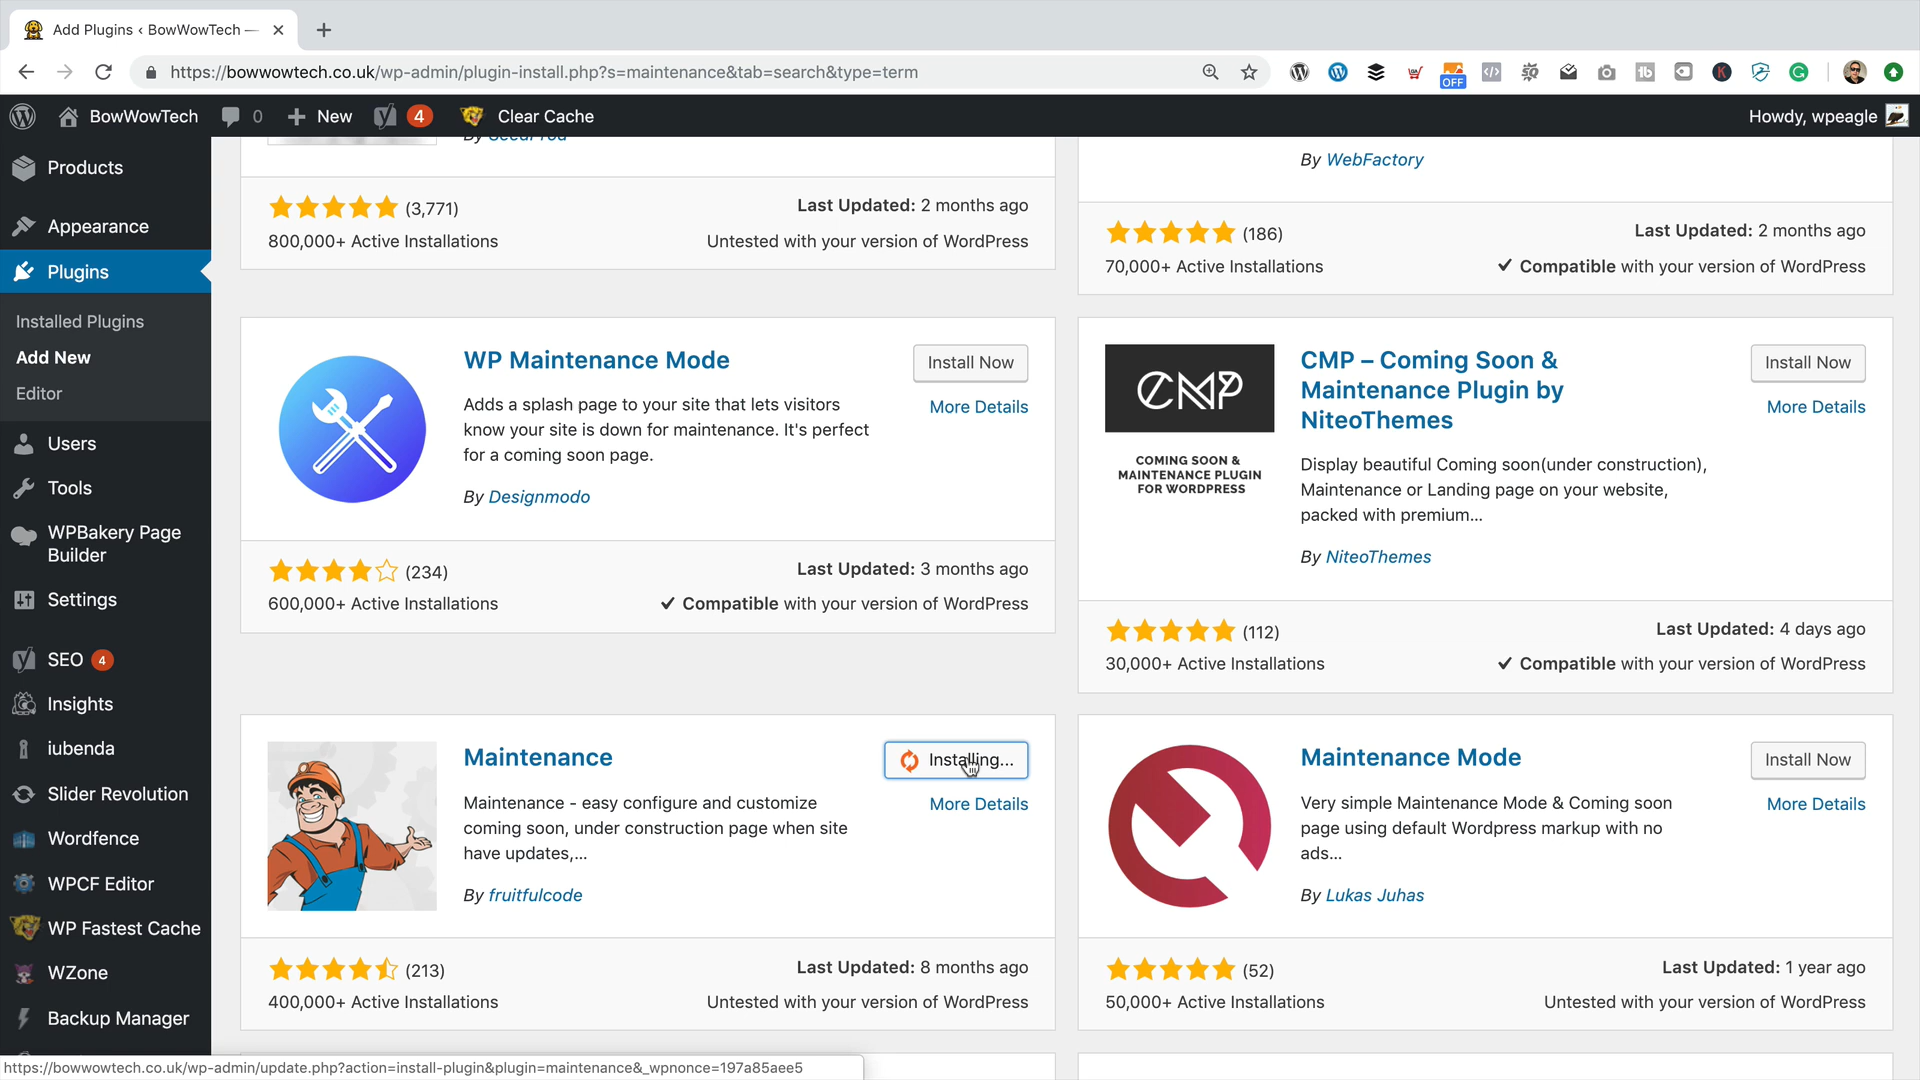 Add Plugins ‹ BowWowTech —
https://bowwowtech.co.uk/wp-admin/plugin-install.php?s=maintenance&tab=search&type=term
OFF
BowWowTech
0
New
4
Clear Cache
Howdy, wpeagle
Products
Appearance
Plugins
Installed Plugins
Add New
Editor
Users
Tools
WPBakery Page
Builder
Settings
SEO 4
Insights
iubenda
Slider Revolution
Wordfence
WPCF Editor
WP Fastest Cache
WZone
Backup Manager
By SeedProd
(3,771)
Last Updated: 2 months ago
800,000+ Active Installations
Untested with your version of WordPress
By WebFactory
(186)
Last Updated: 2 months ago
70,000+ Active Installations
Compatible with your version of WordPress
WP Maintenance Mode
Install Now
More Details
Adds a splash page to your site that lets visitors
know your site is down for maintenance. It's perfect
for a coming soon page.
By Designmodo
(234)
Last Updated: 3 months ago
600,000+ Active Installations
Compatible with your version of WordPress
CMP
COMING SOON &
MAINTENANCE PLUGIN
FOR WORDPRESS
CMP – Coming Soon &
Maintenance Plugin by
NiteoThemes
Install Now
More Details
Display beautiful Coming soon(under construction),
Maintenance or Landing page on your website,
packed with premium...
By NiteoThemes
(112)
Last Updated: 4 days ago
30,000+ Active Installations
Compatible with your version of WordPress
Maintenance
Installing...
More Details
Maintenance - easy configure and customize
coming soon, under construction page when site
have updates,...
By fruitfulcode
(213)
Last Updated: 8 months ago
400,000+ Active Installations
Untested with your version of WordPress
Maintenance Mode
Install Now
More Details
Very simple Maintenance Mode & Coming soon
page using default Wordpress markup with no
ads...
By Lukas Juhas
(52)
Last Updated: 1 year ago
50,000+ Active Installations
Untested with your version of WordPress
https://bowwowtech.co.uk/wp-admin/update.php?action=install-plugin&plugin=maintenance&_wpnonce=197a85aee5